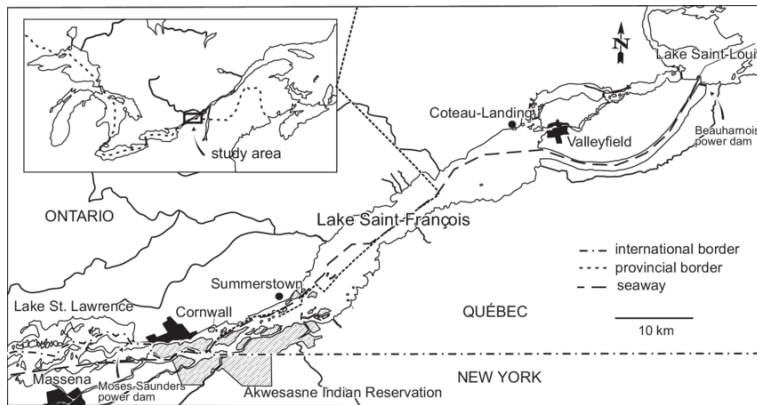 study area
N
Lake Saint-Louis
Coteau-Landing
Valleyfield
Beauharnois
power dam
ONTARIO
Lake Saint-François
international border
provincial border
seaway
Summerstown
Lake St. Lawrence
Cornwall
QUÉBEC
10 km
Massena
Moses-Saunders
power dam
Akwesasne Indian Reservation
NEW YORK